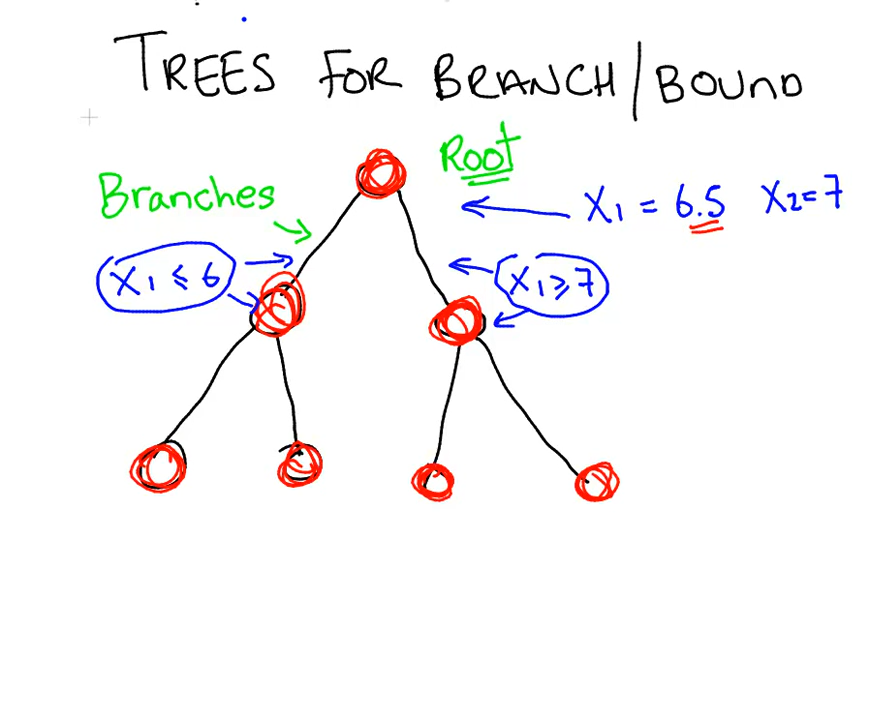 TREES FOR BRANCH/BOUND
Root
Branches
X1 = 6.5 X2=7
X1 ≤ 6
X1 ≥ 7